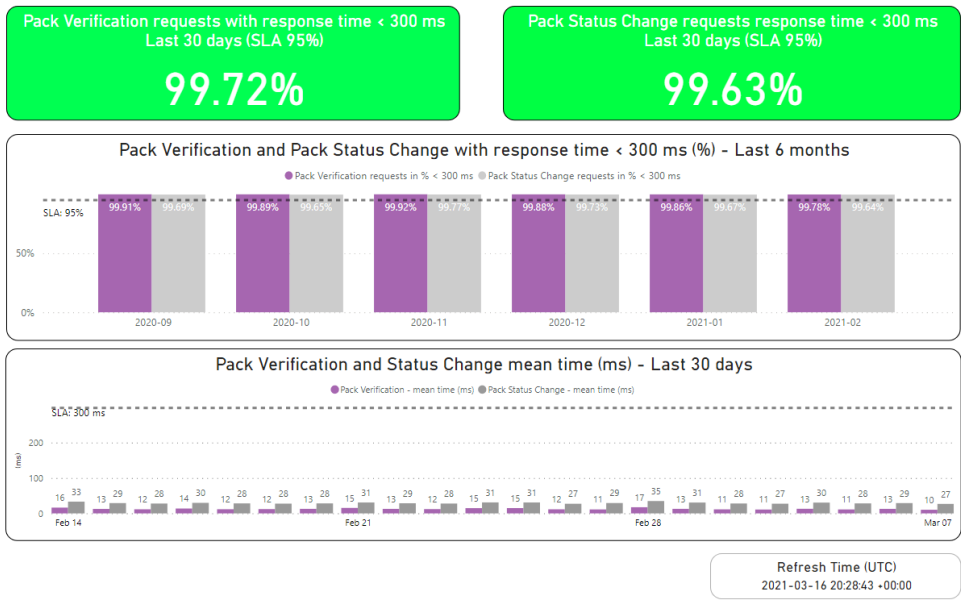 Pack Verification requests with response time < 300 ms
Last 30 days (SLA 95%)
99.72%
Pack Status Change requests response time < 300 ms
Last 30 days (SLA 95%)
99.63%
Pack Verification and Pack Status Change with response time < 300 ms (%) - Last 6 months
Pack Verification requests in % < 300 ms Pack Status Change requests in % < 300 ms
SLA: 95%
99.91% 99.69% 99.89% 99.65% 99.92% 99.77% 99.88% 99.73% 99.86% 99.67% 99.78% 99.64%
50%
0%
2020-09 2020-10 2020-11 2020-12 2021-01 2021-02
Pack Verification and Status Change mean time (ms) - Last 30 days
Pack Verification - mean time (ms) Pack Status Change - mean time (ms)
SLA: 300 ms
200
(ms)
100
16 33 13 29 12 28 14 30 12 28 12 28 13 28 15 31 13 29 12 28 15 31 15 31 12 27 11 29 17 35 13 31 11 28 11 27 13 30 11 28 13 29 10 27
0
Feb 14 Feb 21 Feb 28 Mar 07
Refresh Time (UTC)
2021-03-16 20:28:43 +00:00